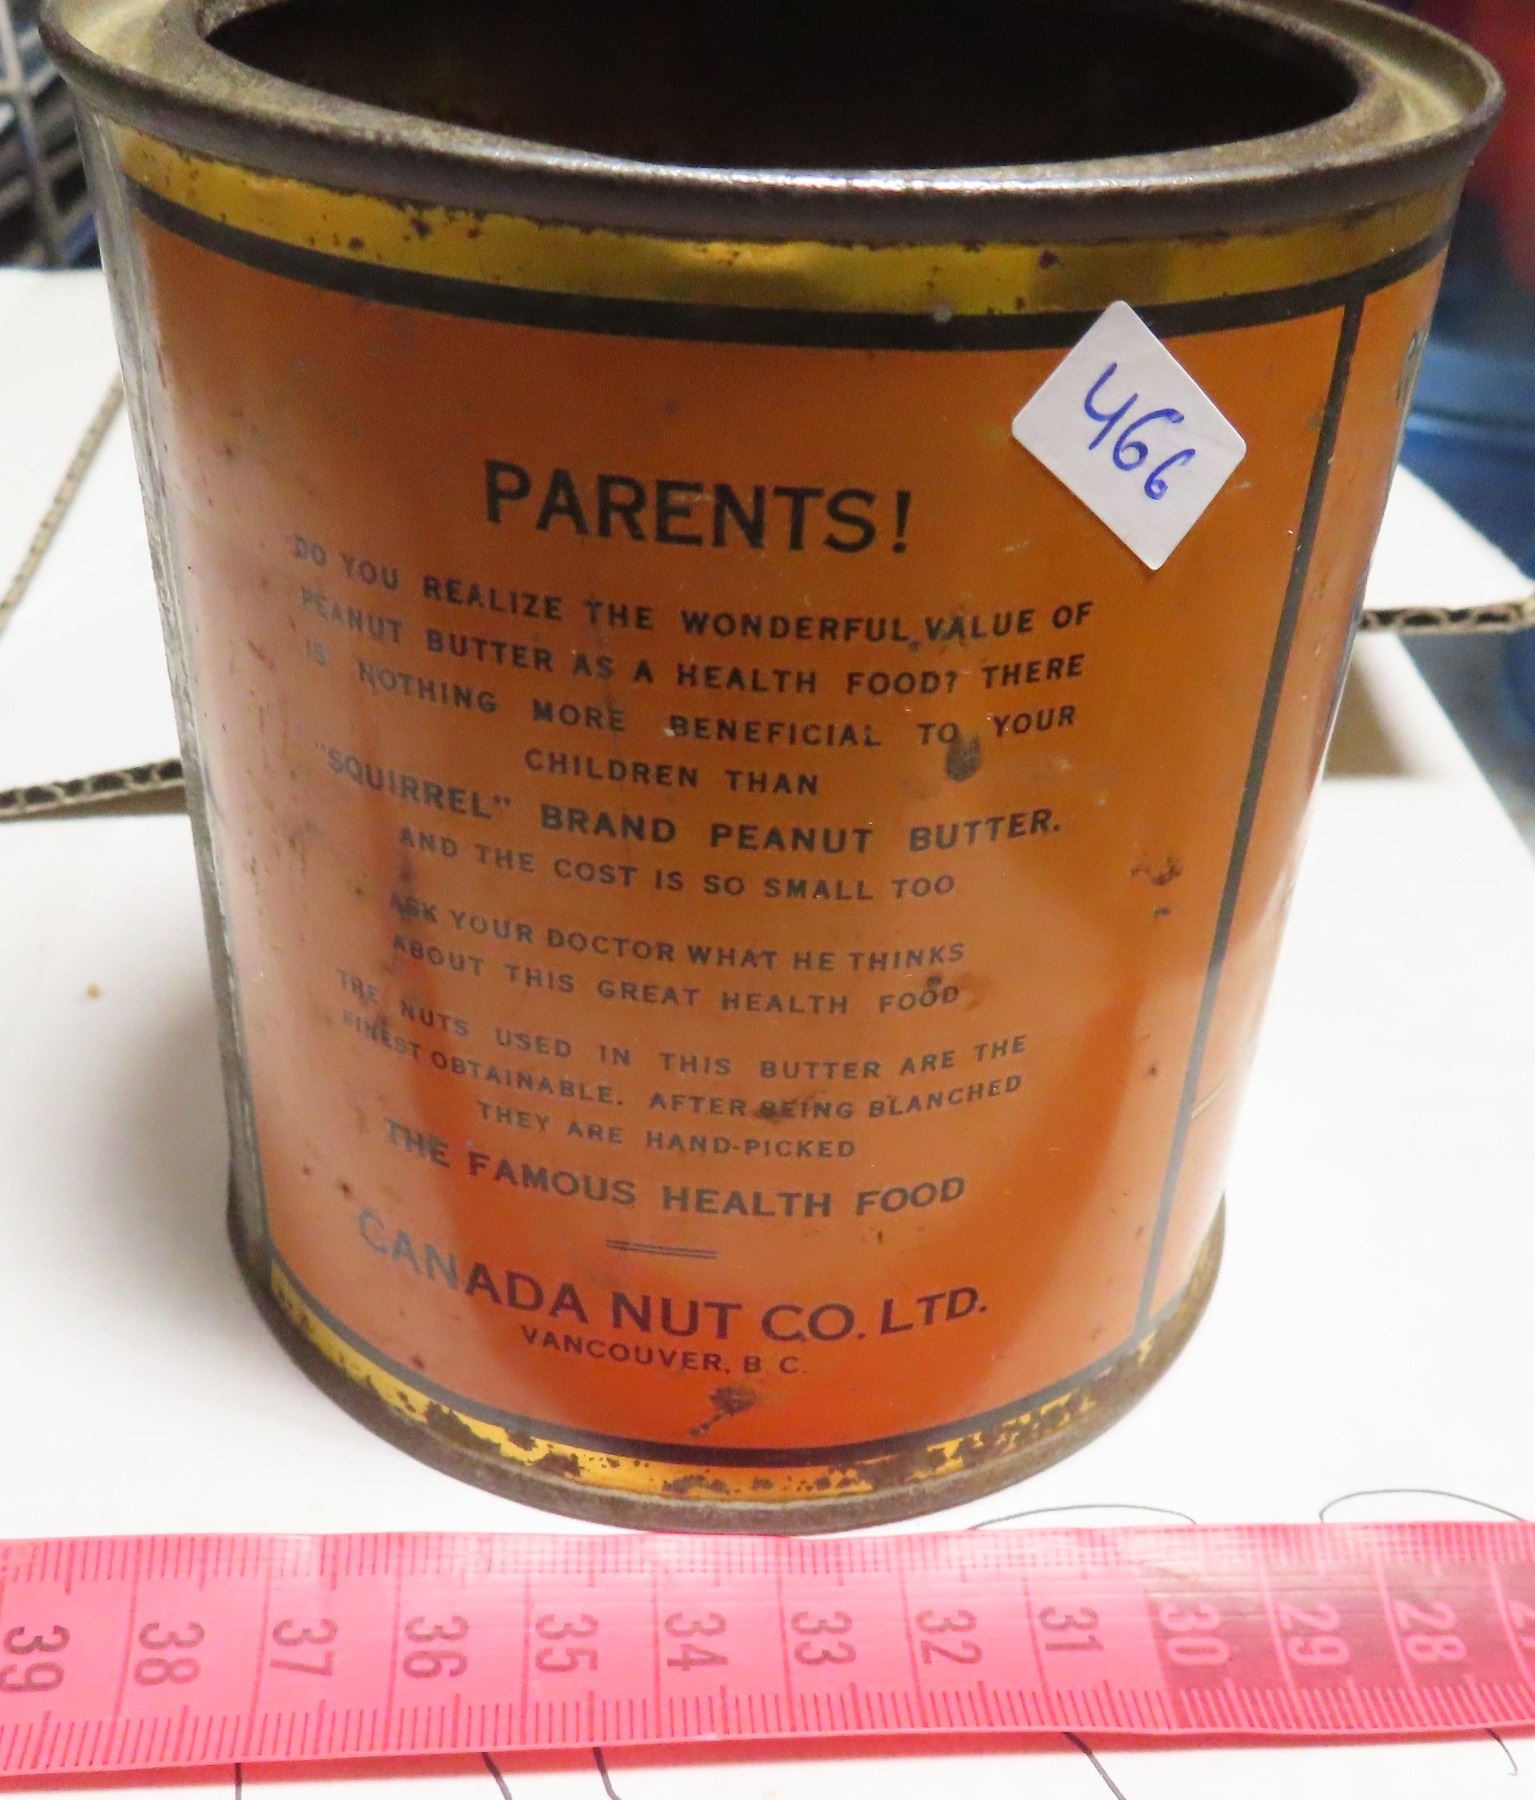 466
PARENTS!
DO YOU REALIZE THE WONDERFUL VALUE OF
PEANUT BUTTER AS A HEALTH FOOD? THERE
IS NOTHING MORE BENEFICIAL TO YOUR
CHILDREN THAN
"SQUIRREL" BRAND PEANUT BUTTER.
AND THE COST IS SO SMALL TOO
ASK YOUR DOCTOR WHAT HE THINKS
ABOUT THIS GREAT HEALTH FOOD
THE NUTS USED IN THIS BUTTER ARE THE
FINEST OBTAINABLE. AFTER BEING BLANCHED
THEY ARE HAND-PICKED
THE FAMOUS HEALTH FOOD
CANADA NUT CO. LTD.
VANCOUVER, B. C.
39 38 37 36 35 34 33 32 31 30 29 28